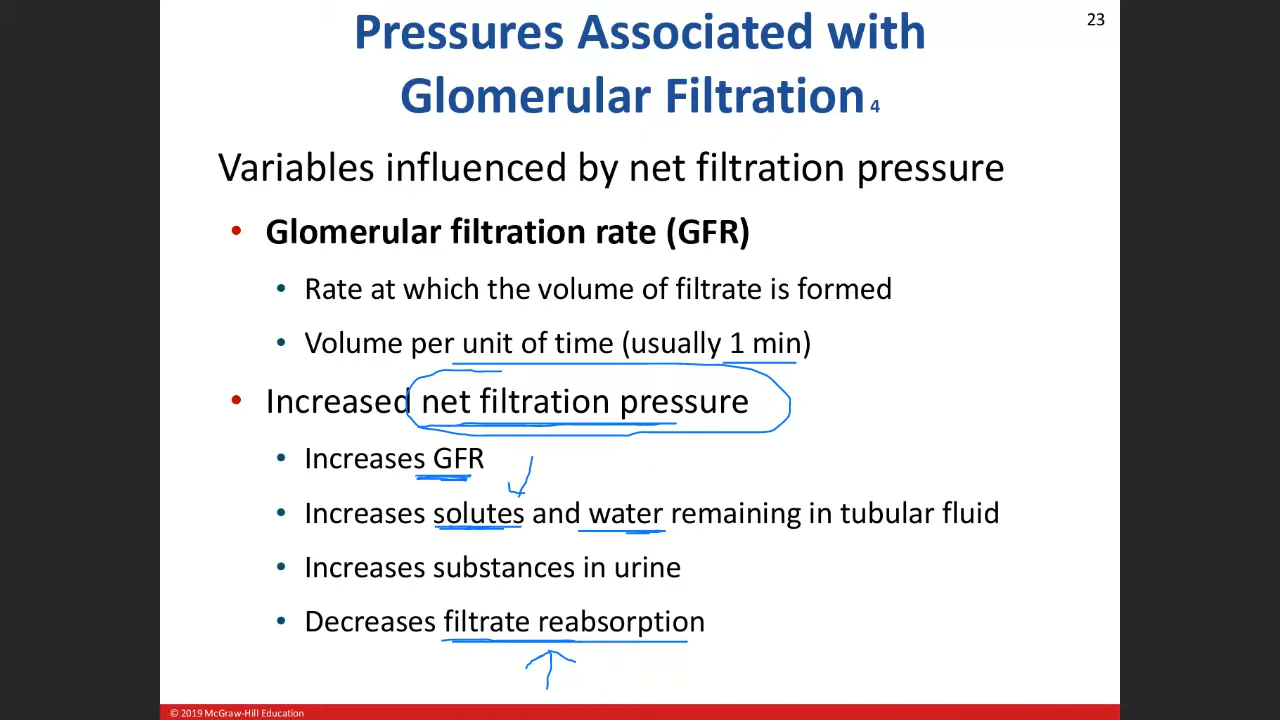 23
Pressures Associated with
Glomerular Filtration 4
Variables influenced by net filtration pressure
• Glomerular filtration rate (GFR)
• Rate at which the volume of filtrate is formed
• Volume per unit of time (usually 1 min)
• Increased net filtration pressure
• Increases GFR
• Increases solutes and water remaining in tubular fluid
• Increases substances in urine
• Decreases filtrate reabsorption
© 2019 McGraw-Hill Education